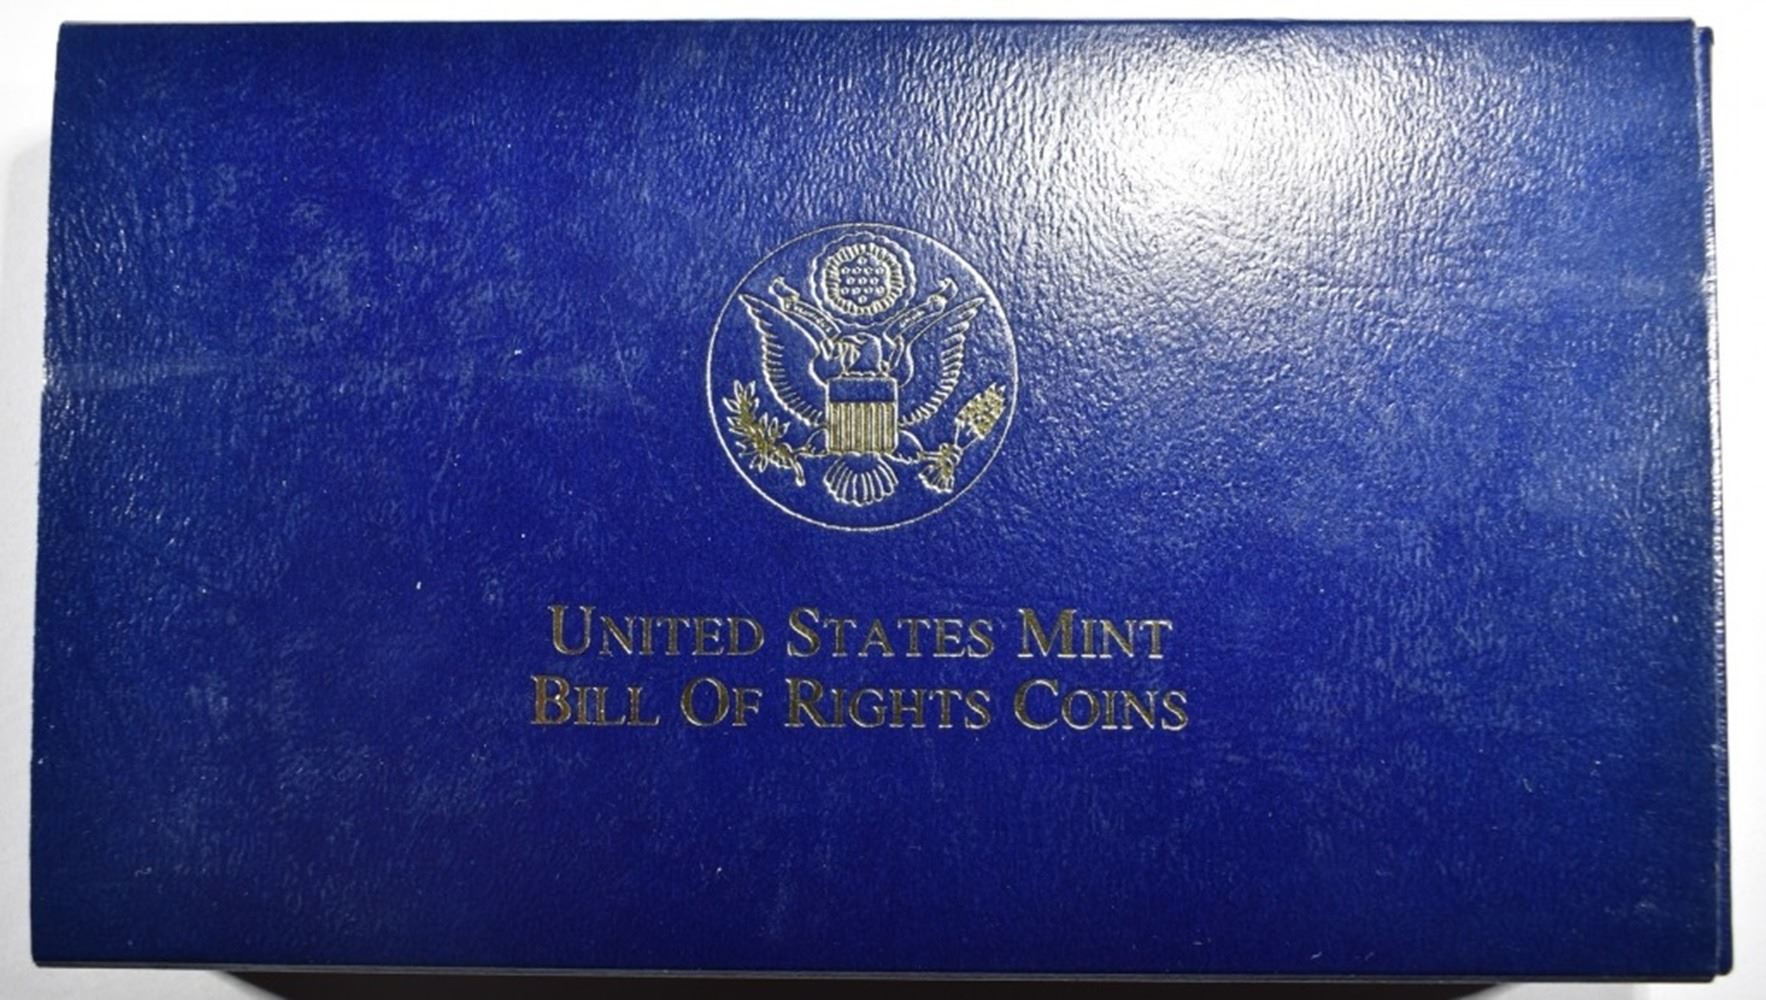 UNITED STATES MINT
BILL OF RIGHTS COINS